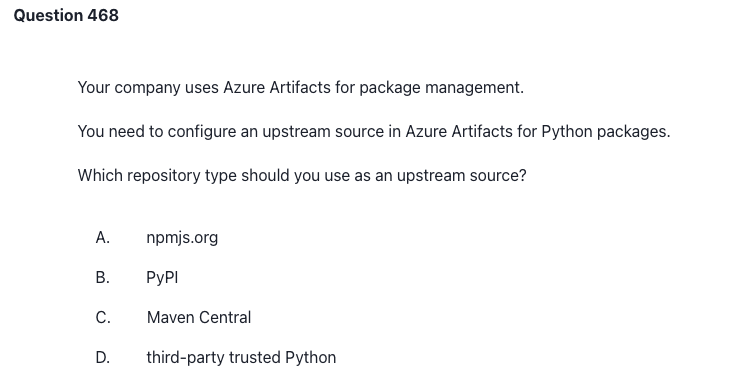 Question 468
Your company uses Azure Artifacts for package management.
You need to configure an upstream source in Azure Artifacts for Python packages.
Which repository type should you use as an upstream source?
A. npmjs.org
B. PyPI
C. Maven Central
D. third-party trusted Python